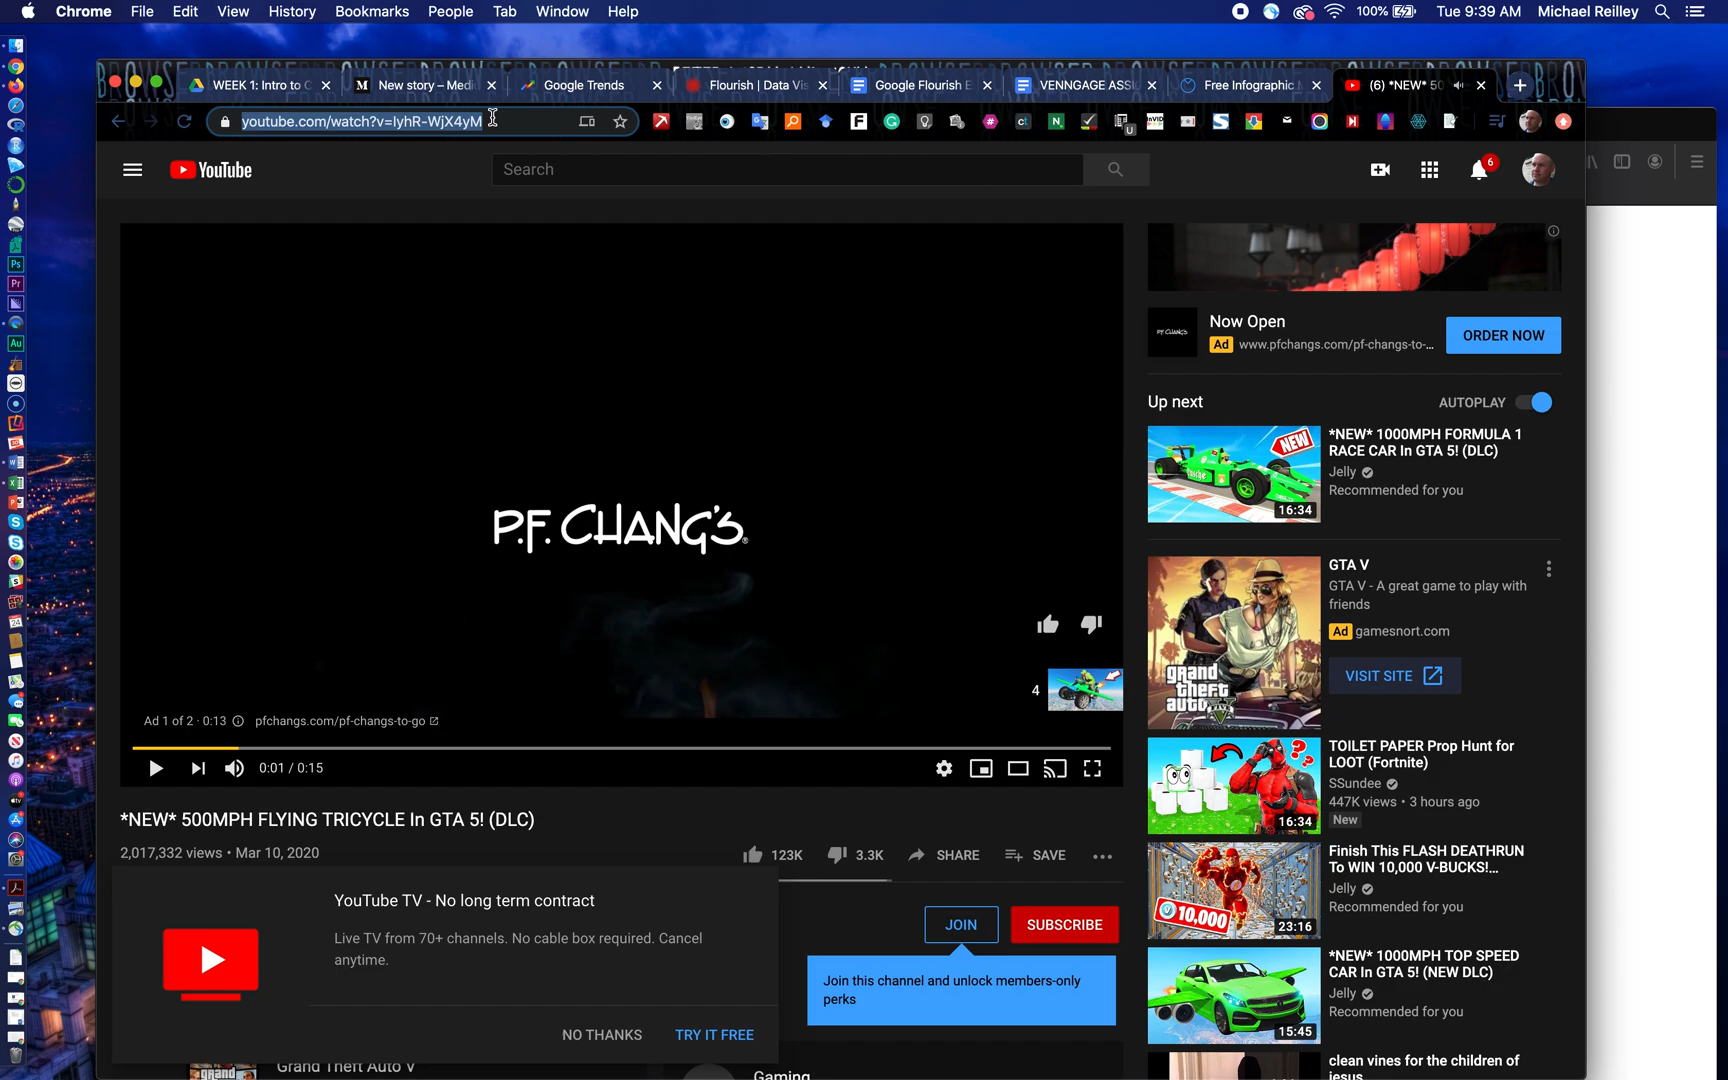 Chrome File Edit View History Bookmarks People Tab Window Help
100% Tue 9:39 AM Michael Reilley
WEEK 1: Intro to
New story – Medi
Google Trends
Flourish | Data Vis
Google Flourish E
VENNGAGE ASSI
Free Infographic
(6) *NEW* 50
youtube.com/watch?v=IyhR-WjX4yM
YouTube
Search
6
P.F. CHANG'S
4
Ad 1 of 2 · 0:13
pfchangs.com/pf-changs-to-go
0:01 / 0:15
*NEW* 500MPH FLYING TRICYCLE In GTA 5! (DLC)
2,017,332 views • Mar 10, 2020
123K 3.3K SHARE SAVE
YouTube TV - No long term contract
Live TV from 70+ channels. No cable box required. Cancel
anytime.
NO THANKS TRY IT FREE
JOIN SUBSCRIBE
Join this channel and unlock members-only
perks
Grand Theft Auto V
Gaming
P.F. CHANG'S
Now Open
Ad www.pfchangs.com/pf-changs-to-...
ORDER NOW
Up next
AUTOPLAY
NEW
16:34
*NEW* 1000MPH FORMULA 1
RACE CAR In GTA 5! (DLC)
Jelly
Recommended for you
grand
theft
auto
GTA V
GTA V - A great game to play with
friends
Ad gamesnort.com
VISIT SITE
16:34
TOILET PAPER Prop Hunt for
LOOT (Fortnite)
SSundee
447K views • 3 hours ago
New
10,000
23:16
Finish This FLASH DEATHRUN
To WIN 10,000 V-BUCKS!...
Jelly
Recommended for you
15:45
*NEW* 1000MPH TOP SPEED
CAR In GTA 5! (NEW DLC)
Jelly
Recommended for you
clean vines for the children of
jesus